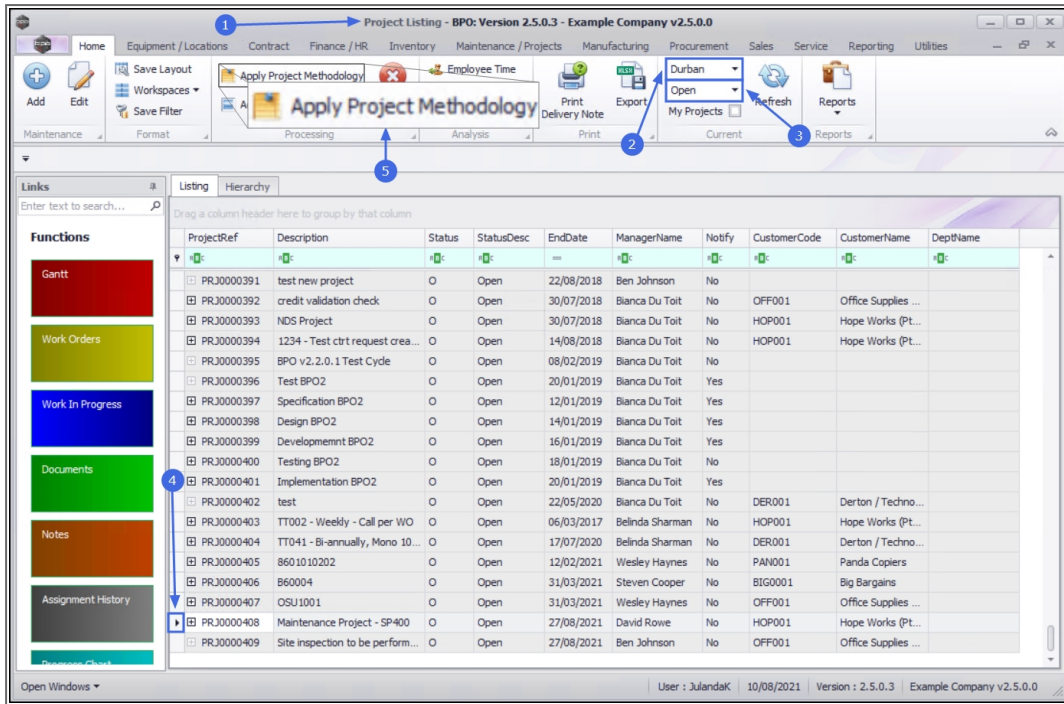 1
Project Listing - BPO: Version 2.5.0.3 - Example Company v2.5.0.0
Home Equipment / Locations Contract Finance / HR Inventory Maintenance / Projects Manufacturing Procurement Sales Service Reporting Utilities
Add Edit Save Layout Workspaces Save Filter
Apply Project Methodology
Apply Project Methodology
Employee Time
Print Delivery Note Export
Durban
Open
My Projects
Refresh Reports
2 3 5
Maintenance Format Processing Analysis Print Current Reports
Links
Enter text to search...
Functions
Gantt
Work Orders
Work In Progress
Documents
4
Notes
Assignment History
Progress Chart
Listing Hierarchy
Drag a column header here to group by that column
ProjectRef Description Status StatusDesc EndDate ManagerName Notify CustomerCode CustomerName DeptName
PRJ0000391 test new project O Open 22/08/2018 Ben Johnson No
PRJ0000392 credit validation check O Open 30/07/2018 Bianca Du Toit No OFF001 Office Supplies ...
PRJ0000393 NDS Project O Open 30/07/2018 Bianca Du Toit No HOP001 Hope Works (Pt...
PRJ0000394 1234 - Test ctrt request crea... O Open 14/08/2018 Bianca Du Toit No HOP001 Hope Works (Pt...
PRJ0000395 BPO v2.2.0.1 Test Cycle O Open 08/02/2019 Bianca Du Toit No
PRJ0000396 Test BPO2 O Open 20/01/2019 Bianca Du Toit Yes
PRJ0000397 Specification BPO2 O Open 12/01/2019 Bianca Du Toit Yes
PRJ0000398 Design BPO2 O Open 14/01/2019 Bianca Du Toit Yes
PRJ0000399 Developmemnt BPO2 O Open 16/01/2019 Bianca Du Toit Yes
PRJ0000400 Testing BPO2 O Open 18/01/2019 Bianca Du Toit No
PRJ0000401 Implementation BPO2 O Open 20/01/2019 Bianca Du Toit Yes
PRJ0000402 test O Open 22/05/2020 Bianca Du Toit No DER001 Derton / Techno...
PRJ0000403 TT002 - Weekly - Call per WO O Open 06/03/2017 Belinda Sharman No HOP001 Hope Works (Pt...
PRJ0000404 TT041 - Bi-annually, Mono 10... O Open 17/07/2020 Belinda Sharman No DER001 Derton / Techno...
PRJ0000405 8601010202 O Open 12/02/2021 Wesley Haynes No PAN001 Panda Copiers
PRJ0000406 B60004 O Open 31/03/2021 Steven Cooper No BIG0001 Big Bargains
PRJ0000407 OSU1001 O Open 31/03/2021 Wesley Haynes No OFF001 Office Supplies ...
PRJ0000408 Maintenance Project - SP400 O Open 27/08/2021 David Rowe No HOP001 Hope Works (Pt...
PRJ0000409 Site inspection to be perform... O Open 27/08/2021 Ben Johnson No OFF001 Office Supplies ...
Open Windows User : JulandaK 10/08/2021 Version : 2.5.0.3 Example Company v2.5.0.0